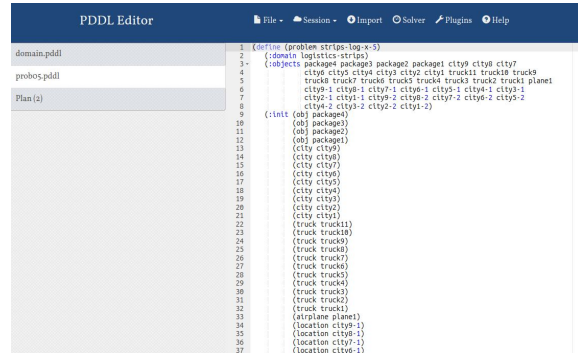 PDDL Editor File Session Import Solver Plugins Help
domain.pddl
prob05.pddl
Plan (2)
1 (define (problem strips-log-x-5)
2 (:domain logistics-strips)
3 (:objects package4 package3 package2 package1 city9 city8 city7
4 city6 city5 city4 city3 city2 city1 truck11 truck10 truck9
5 truck8 truck7 truck6 truck5 truck4 truck3 truck2 truck1 plane1
6 city9-1 city8-1 city7-1 city6-1 city5-1 city4-1 city3-1
7 city2-1 city1-1 city9-2 city8-2 city7-2 city6-2 city5-2
8 city4-2 city3-2 city2-2 city1-2)
9 (:init (obj package4)
10 (obj package3)
11 (obj package2)
12 (obj package1)
13 (city city9)
14 (city city8)
15 (city city7)
16 (city city6)
17 (city city5)
18 (city city4)
19 (city city3)
20 (city city2)
21 (city city1)
22 (truck truck11)
23 (truck truck10)
24 (truck truck9)
25 (truck truck8)
26 (truck truck7)
27 (truck truck6)
28 (truck truck5)
29 (truck truck4)
30 (truck truck3)
31 (truck truck2)
32 (truck truck1)
33 (airplane plane1)
34 (location city9-1)
35 (location city8-1)
36 (location city7-1)
37 (location city6-1)